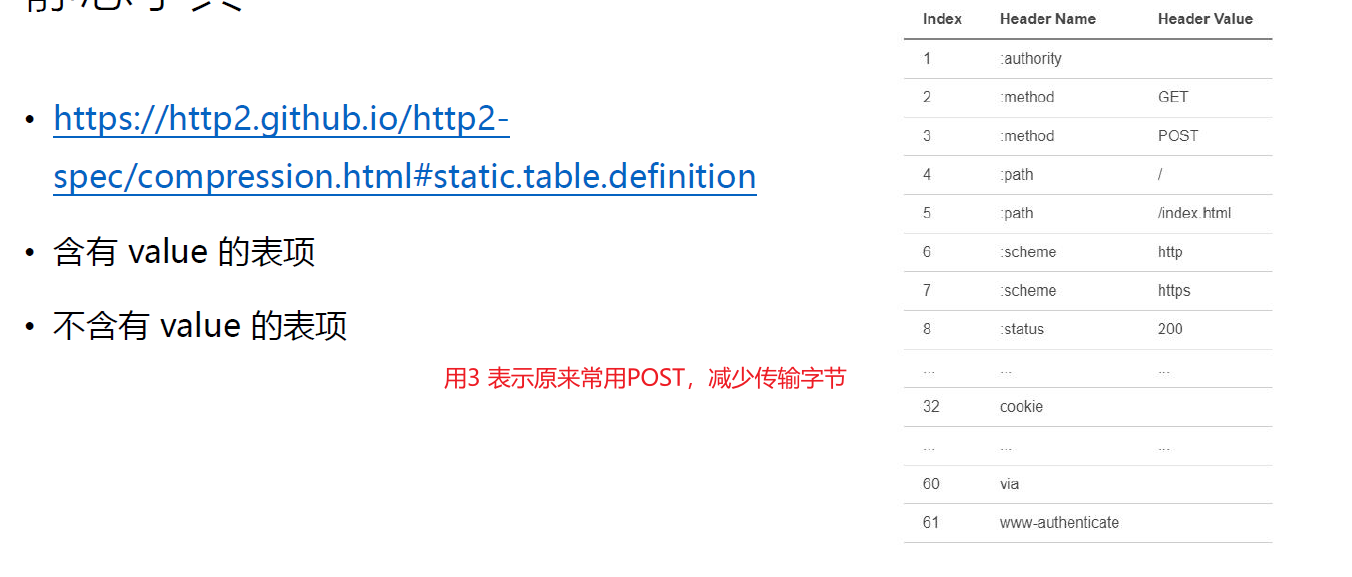 • https://http2.github.io/http2-
spec/compression.html#static.table.definition
• 含有 value 的表项
• 不含有 value 的表项
用3 表示原来常用POST，减少传输字节
Index Header Name Header Value
1 :authority
2 :method GET
3 :method POST
4 :path /
5 :path /index.html
6 :scheme http
7 :scheme https
8 :status 200
... ... ...
32 cookie
... ... ...
60 via
61 www-authenticate